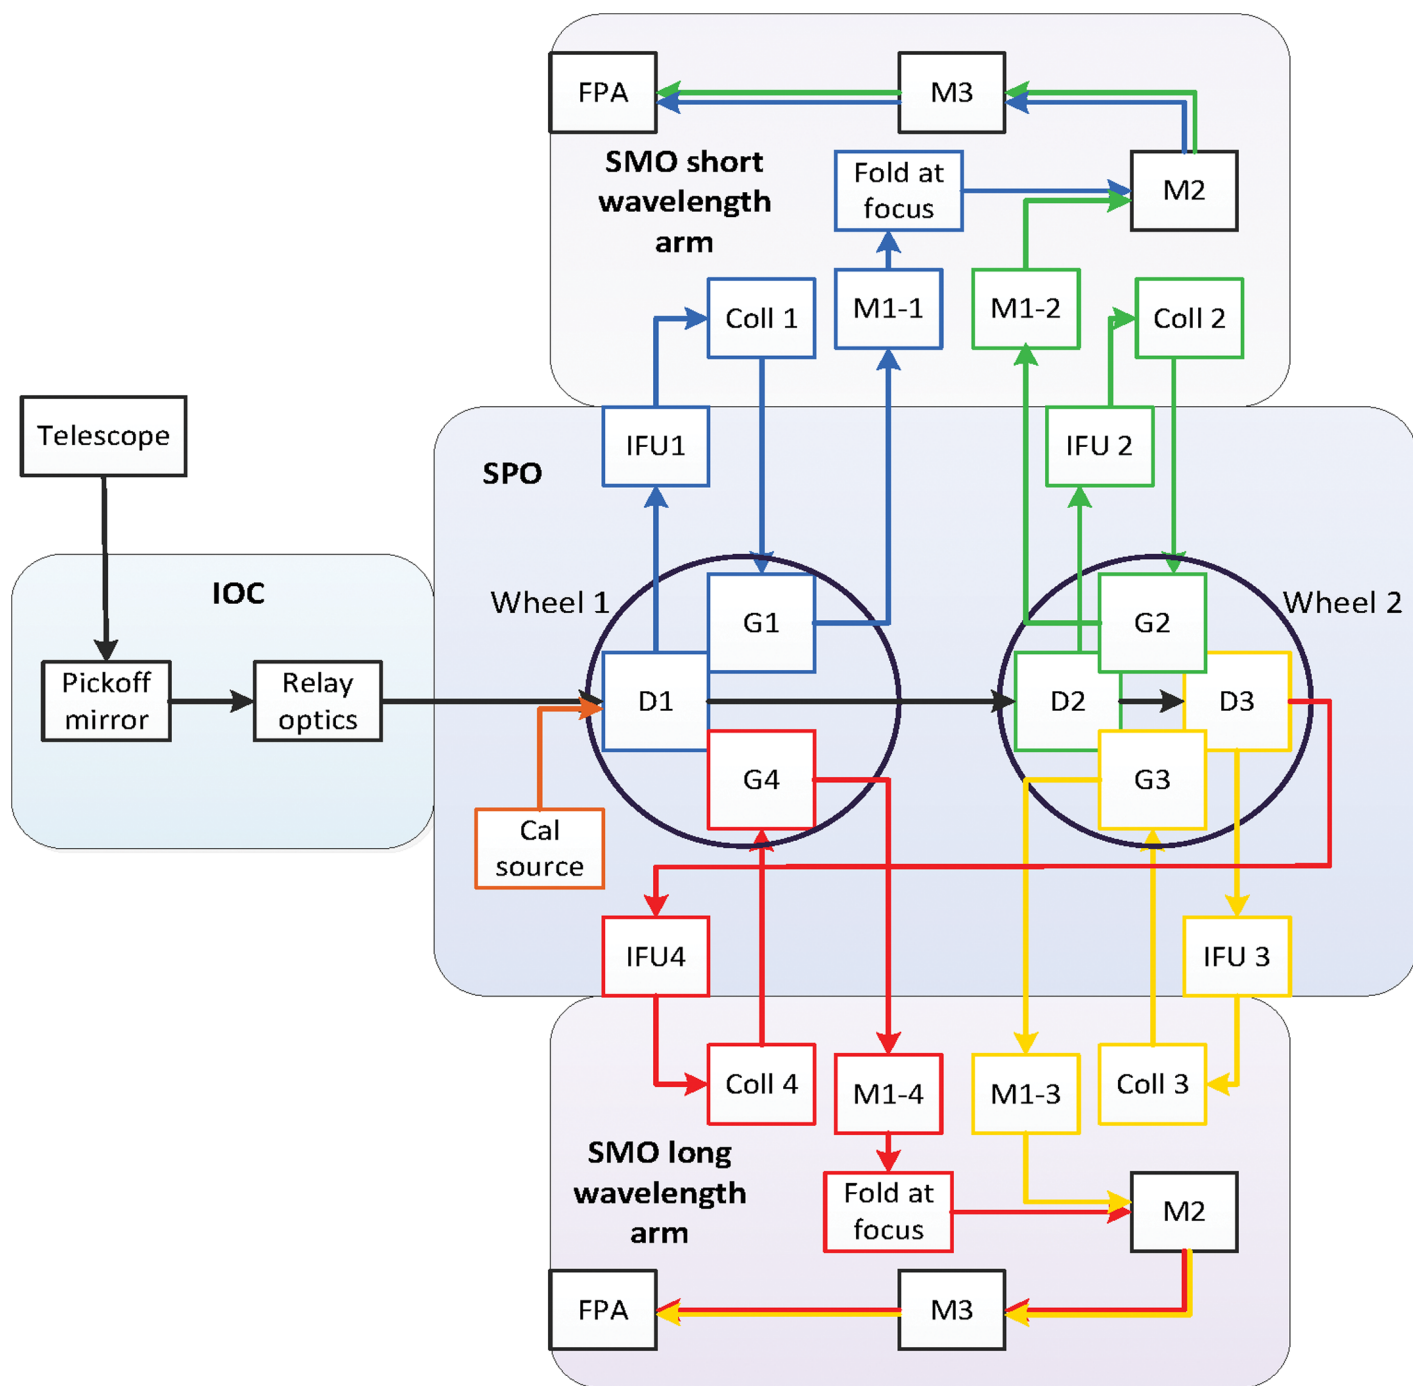 FPA
M3
SMO short
wavelength
arm
Fold at
focus
M2
Coll 1
M1-1
M1-2
Coll 2
Telescope
IFU1
IFU 2
SPO
IOC
Wheel 1
G1
G2
Wheel 2
Pickoff
mirror
Relay
optics
D1
D2
D3
G4
G3
Cal
source
IFU4
IFU 3
Coll 4
M1-4
M1-3
Coll 3
SMO long
wavelength
arm
Fold at
focus
M2
FPA
M3